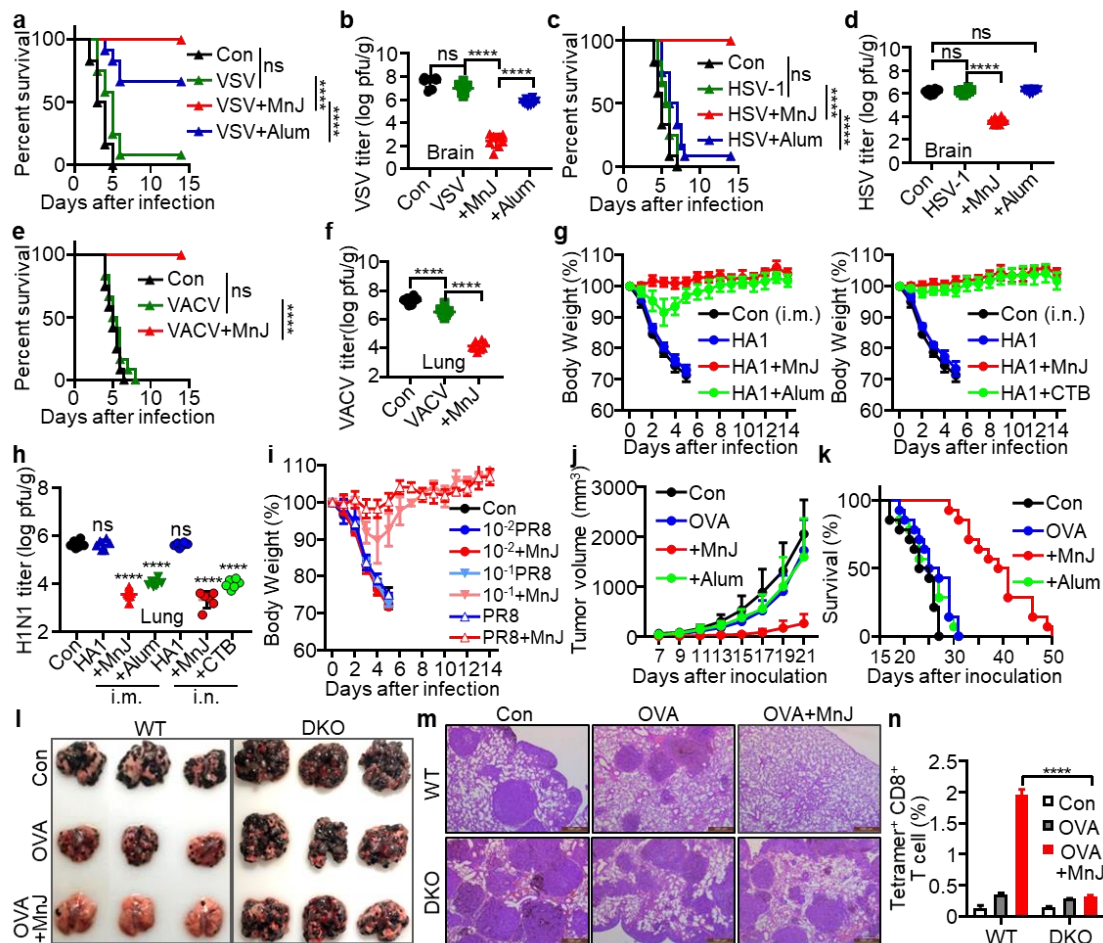 a
Percent survival
100
50
0
0 5 10 15
Days after infection
Con
VSV
VSV+MnJ
VSV+Alum
ns
****
****
b
VSV titer (log pfu/g)
10
8
6
4
2
ns
****
****
Brain
Con
VSV
+MnJ
+Alum
c
Percent survival
100
50
0
0 5 10 15
Days after infection
Con
HSV-1
HSV+MnJ
HSV+Alum
ns
****
****
d
HSV titer (log pfu/g)
10
8
6
4
2
ns
ns
****
Brain
Con
HSV-1
+MnJ
+Alum
e
Percent survival
100
50
0
0 5 10 15
Days after infection
Con
VACV
VACV+MnJ
ns
****
f
VACV titer(log pfu/g)
10
8
6
4
2
****
****
Lung
Con
VACV
+MnJ
g
Body Weight (%)
110
100
90
80
70
60
0 2 4 6 8 10 12 14
Days after infection
Con (i.m.)
HA1
HA1+MnJ
HA1+Alum
Body Weight (%)
110
100
90
80
70
60
0 2 4 6 8 10 12 14
Days after infection
Con (i.n.)
HA1
HA1+MnJ
HA1+CTB
h
H1N1 titer (log pfu/g)
8
6
4
2
ns
ns
****
****
****
****
Lung
Con
HA1
+MnJ
+Alum
HA1
+MnJ
+CTB
i.m.
i.n.
i
Body Weight (%)
110
100
90
80
70
60
0 2 4 6 8 10 12 14
Days after infection
Con
10-2PR8
10-2+MnJ
10-1PR8
10-1+MnJ
PR8
PR8+MnJ
j
Tumor volume (mm3)
3000
2000
1000
0
7 9 11 13 15 17 19 21
Days after inoculation
Con
OVA
+MnJ
+Alum
k
Survival (%)
100
50
0
15 20 30 40 50
Days after inoculation
Con
OVA
+MnJ
+Alum
l
WT DKO
Con
OVA
OVA
+MnJ
m
Con OVA OVA+MnJ
WT
DKO
n
Tetramer+ CD8+
T cell (%)
2.5
2
1.5
1
0.5
0
****
Con
OVA
OVA
+MnJ
WT DKO